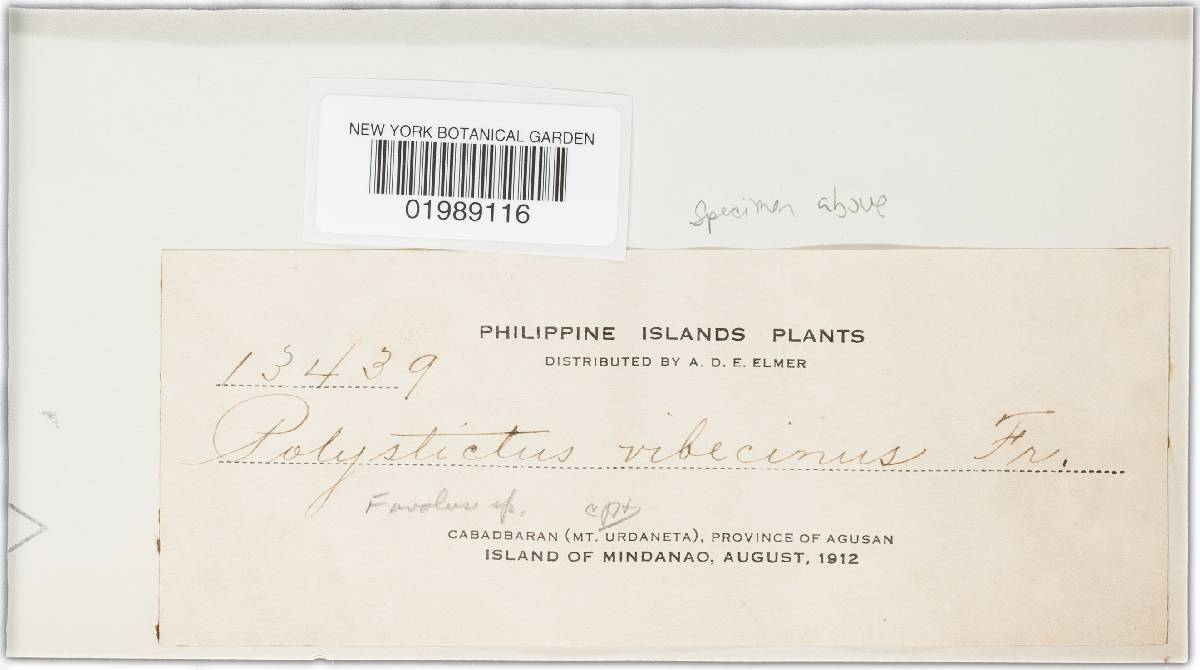 NEW YORK BOTANICAL GARDEN
01989116
Specimen above
PHILIPPINE ISLANDS PLANTS
DISTRIBUTED BY A. D. E. ELMER
13439
Polystictus vibecinus Fr.
Favolus sp.
CABADBARAN (MT. URDANETA), PROVINCE OF AGUSAN
ISLAND OF MINDANAO, AUGUST, 1912